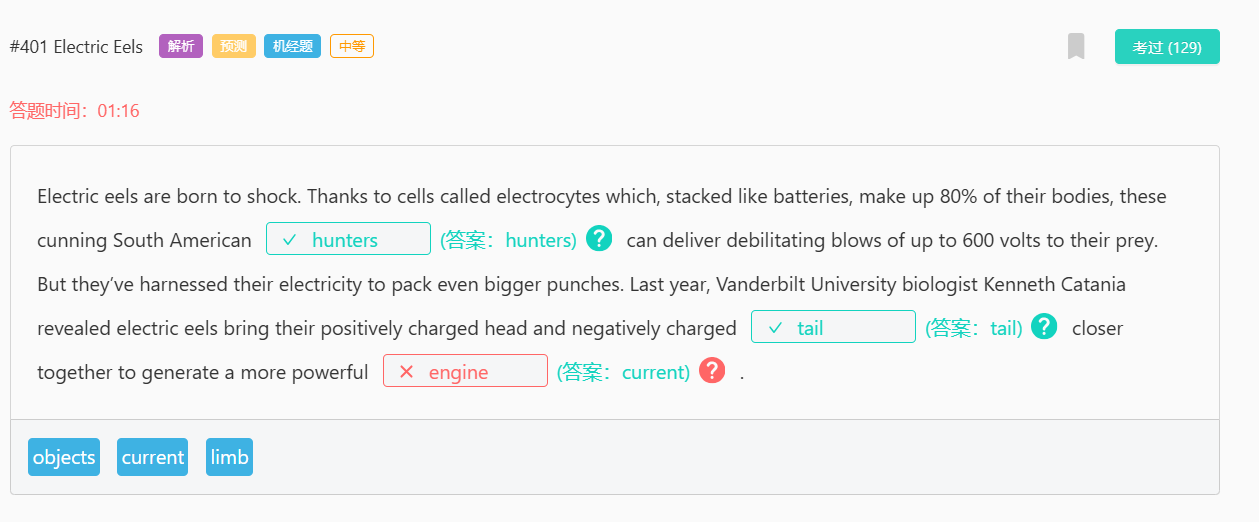 #401 Electric Eels 解析 预测 机经题 中等 考过 (129)
答题时间：01:16
Electric eels are born to shock. Thanks to cells called electrocytes which, stacked like batteries, make up 80% of their bodies, these
cunning South American ✓ hunters (答案：hunters) ? can deliver debilitating blows of up to 600 volts to their prey.
But they’ve harnessed their electricity to pack even bigger punches. Last year, Vanderbilt University biologist Kenneth Catania
revealed electric eels bring their positively charged head and negatively charged ✓ tail (答案：tail) ? closer
together to generate a more powerful ✕ engine (答案：current) ? .
objects current limb